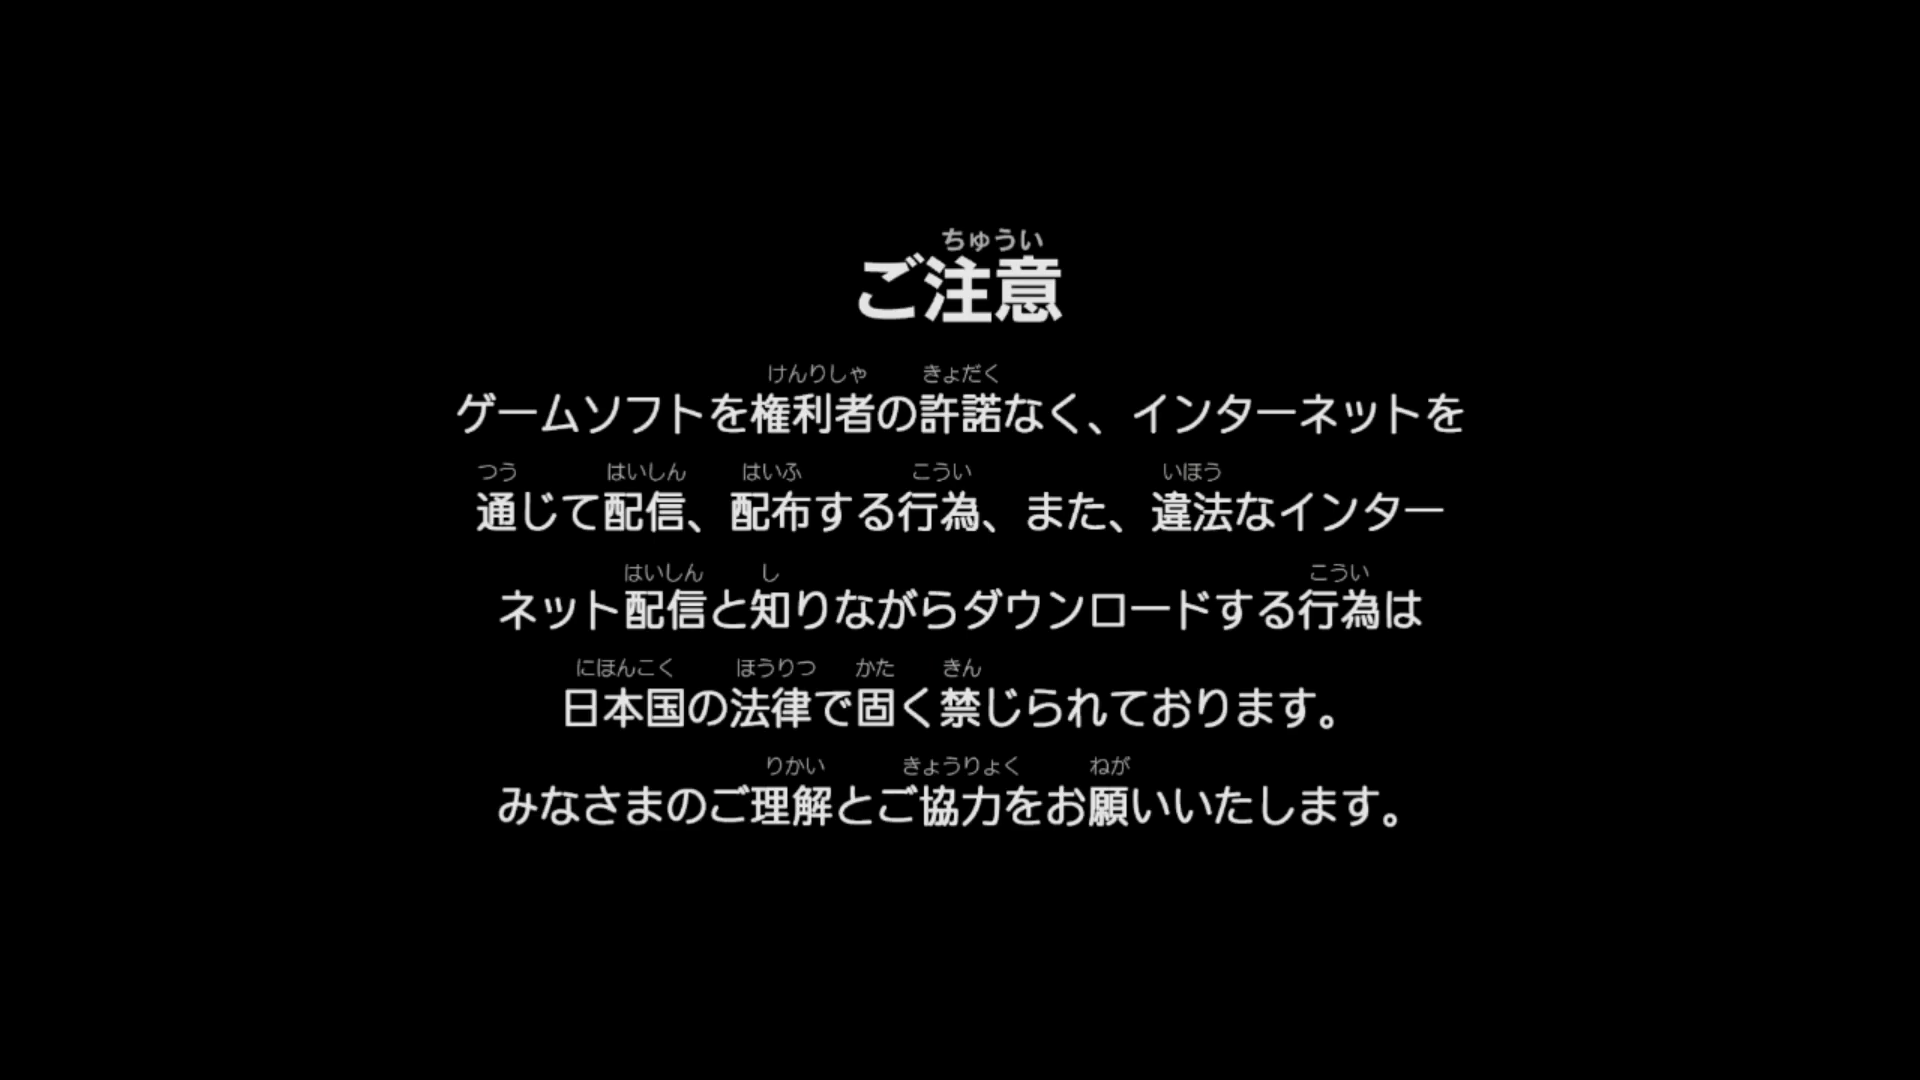 ちゅうい
ご注意
けんりしゃ きょだく
ゲームソフトを権利者の許諾なく、インターネットを
つう はいしん はいふ こうい いほう
通じて配信、配布する行為、また、違法なインター
はいしん し こうい
ネット配信と知りながらダウンロードする行為は
にほんこく ほうりつ かた きん
日本国の法律で固く禁じられております。
りかい きょうりょく ねが
みなさまのご理解とご協力をお願いいたします。